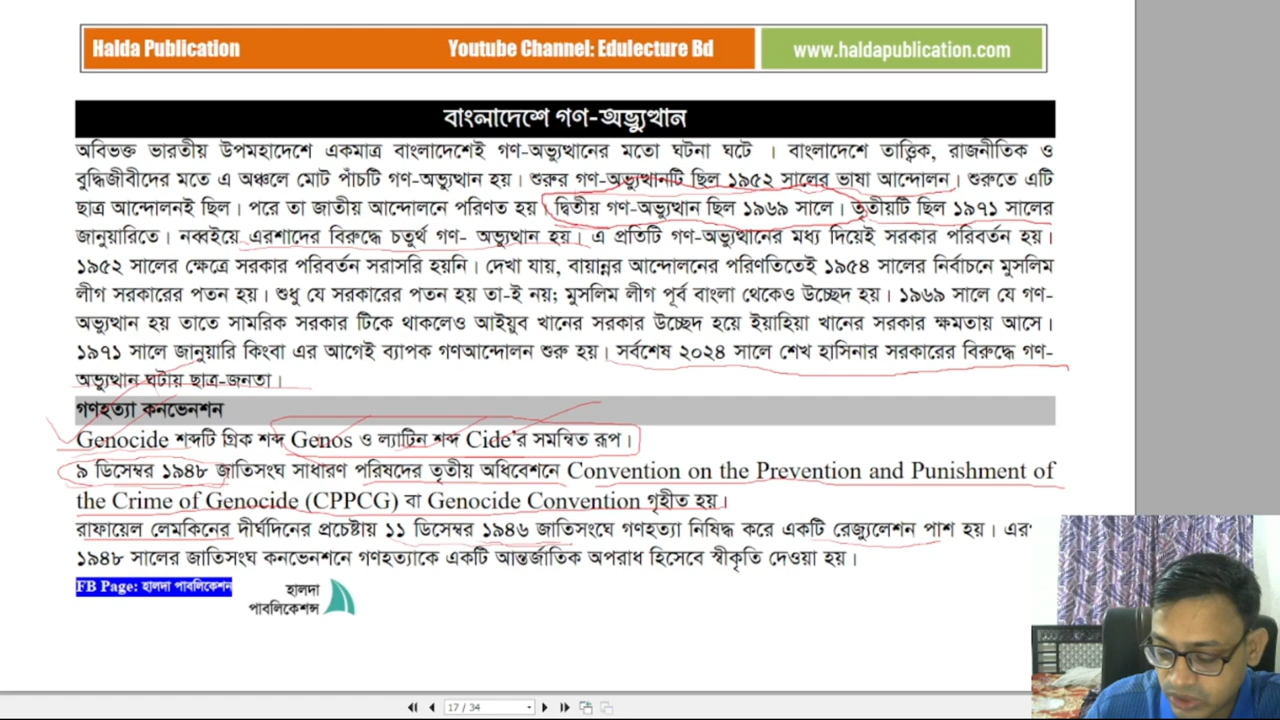 Halda Publication Youtube Channel: Edulecture Bd www.haldapublication.com
বাংলাদেশে গণ-অভ্যুত্থান
অবিভক্ত ভারতীয় উপমহাদেশে একমাত্র বাংলাদেশেই গণ-অভ্যুত্থানের মতো ঘটনা ঘটে । বাংলাদেশে তাত্ত্বিক, রাজনীতিক ও
বুদ্ধিজীবীদের মতে এ অঞ্চলে মোট পাঁচটি গণ-অভ্যুত্থান হয়। শুরুর গণ-অভ্যুত্থানটি ছিল ১৯৫২ সালের ভাষা আন্দোলন। শুরুতে এটি
ছাত্র আন্দোলনই ছিল। পরে তা জাতীয় আন্দোলনে পরিণত হয়। দ্বিতীয় গণ-অভ্যুত্থান ছিল ১৯৬৯ সালে। তৃতীয়টি ছিল ১৯৭১ সালের
জানুয়ারিতে। নব্বইয়ে এরশাদের বিরুদ্ধে চতুর্থ গণ- অভ্যুত্থান হয়। এ প্রতিটি গণ-অভ্যুত্থানের মধ্য দিয়েই সরকার পরিবর্তন হয়।
১৯৫২ সালের ক্ষেত্রে সরকার পরিবর্তন সরাসরি হয়নি। দেখা যায়, বায়ান্নর আন্দোলনের পরিণতিতেই ১৯৫৪ সালের নির্বাচনে মুসলিম
লীগ সরকারের পতন হয়। শুধু যে সরকারের পতন হয় তা-ই নয়; মুসলিম লীগ পূর্ব বাংলা থেকেও উচ্ছেদ হয়। ১৯৬৯ সালে যে গণ-
অভ্যুত্থান হয় তাতে সামরিক সরকার টিকে থাকলেও আইয়ুব খানের সরকার উচ্ছেদ হয়ে ইয়াহিয়া খানের সরকার ক্ষমতায় আসে।
১৯৭১ সালে জানুয়ারি কিংবা এর আগেই ব্যাপক গণআন্দোলন শুরু হয়। সর্বশেষ ২০২৪ সালে শেখ হাসিনার সরকারের বিরুদ্ধে গণ-
অভ্যুত্থান ঘটায় ছাত্র-জনতা।
গণহত্যা কনভেনশন
Genocide শব্দটি গ্রিক শব্দ Genos ও ল্যাটিন শব্দ Cide'র সমন্বিত রূপ।
৯ ডিসেম্বর ১৯৪৮ জাতিসংঘ সাধারণ পরিষদের তৃতীয় অধিবেশনে Convention on the Prevention and Punishment of
the Crime of Genocide (CPPCG) বা Genocide Convention গৃহীত হয়।
রাফায়েল লেমকিনের দীর্ঘদিনের প্রচেষ্টায় ১১ ডিসেম্বর ১৯৪৬ জাতিসংঘে গণহত্যা নিষিদ্ধ করে একটি রেজ্যুলেশন পাশ হয়।
১৯৪৮ সালের জাতিসংঘ কনভেনশনে গণহত্যাকে একটি আন্তর্জাতিক অপরাধ হিসেবে স্বীকৃতি দেওয়া হয়।
FB Page: হালদা পাবলিকেশন
হালদা
পাবলিকেশন্স
17 / 34